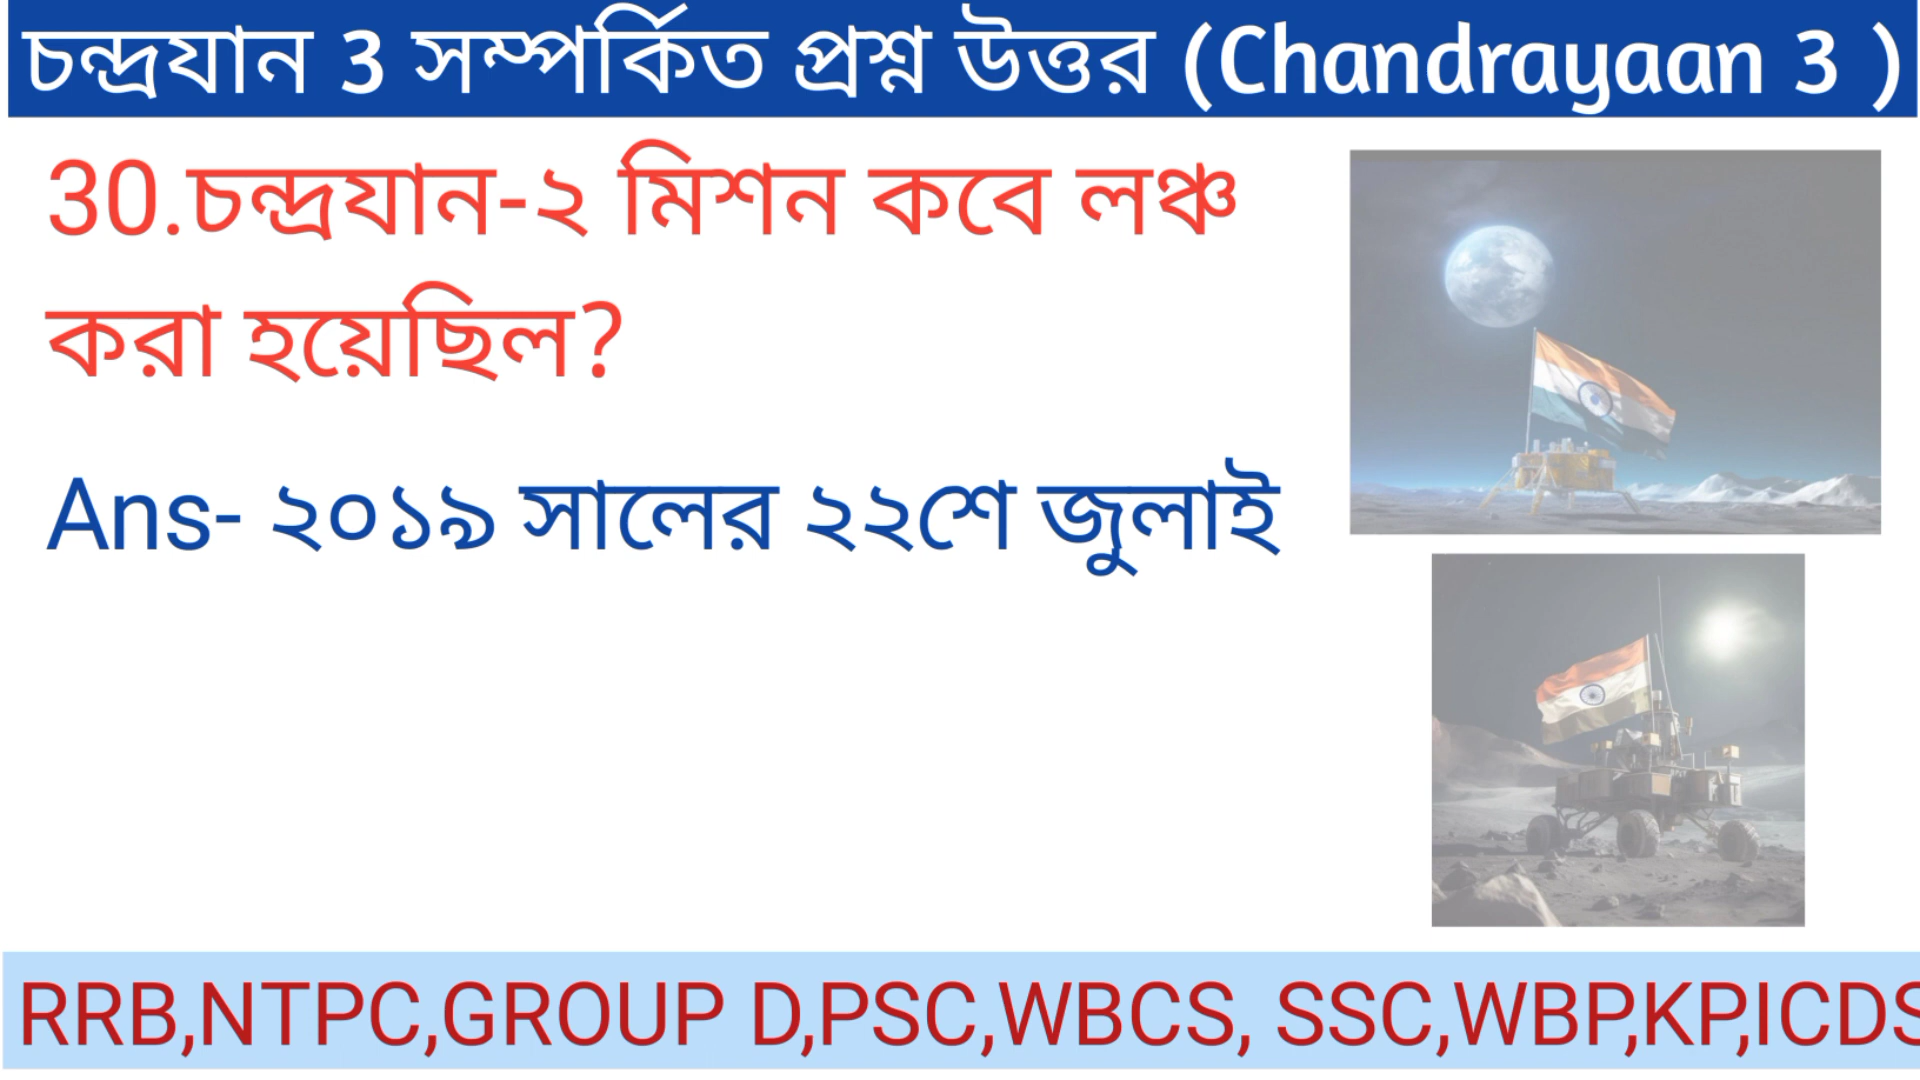 চন্দ্রযান 3 সম্পর্কিত প্রশ্ন উত্তর (Chandrayaan 3 )
30.চন্দ্রযান-২ মিশন কবে লঞ্চ
করা হয়েছিল?
Ans- ২০১৯ সালের ২২শে জুলাই
RRB,NTPC,GROUP D,PSC,WBCS, SSC,WBP,KP,ICDS